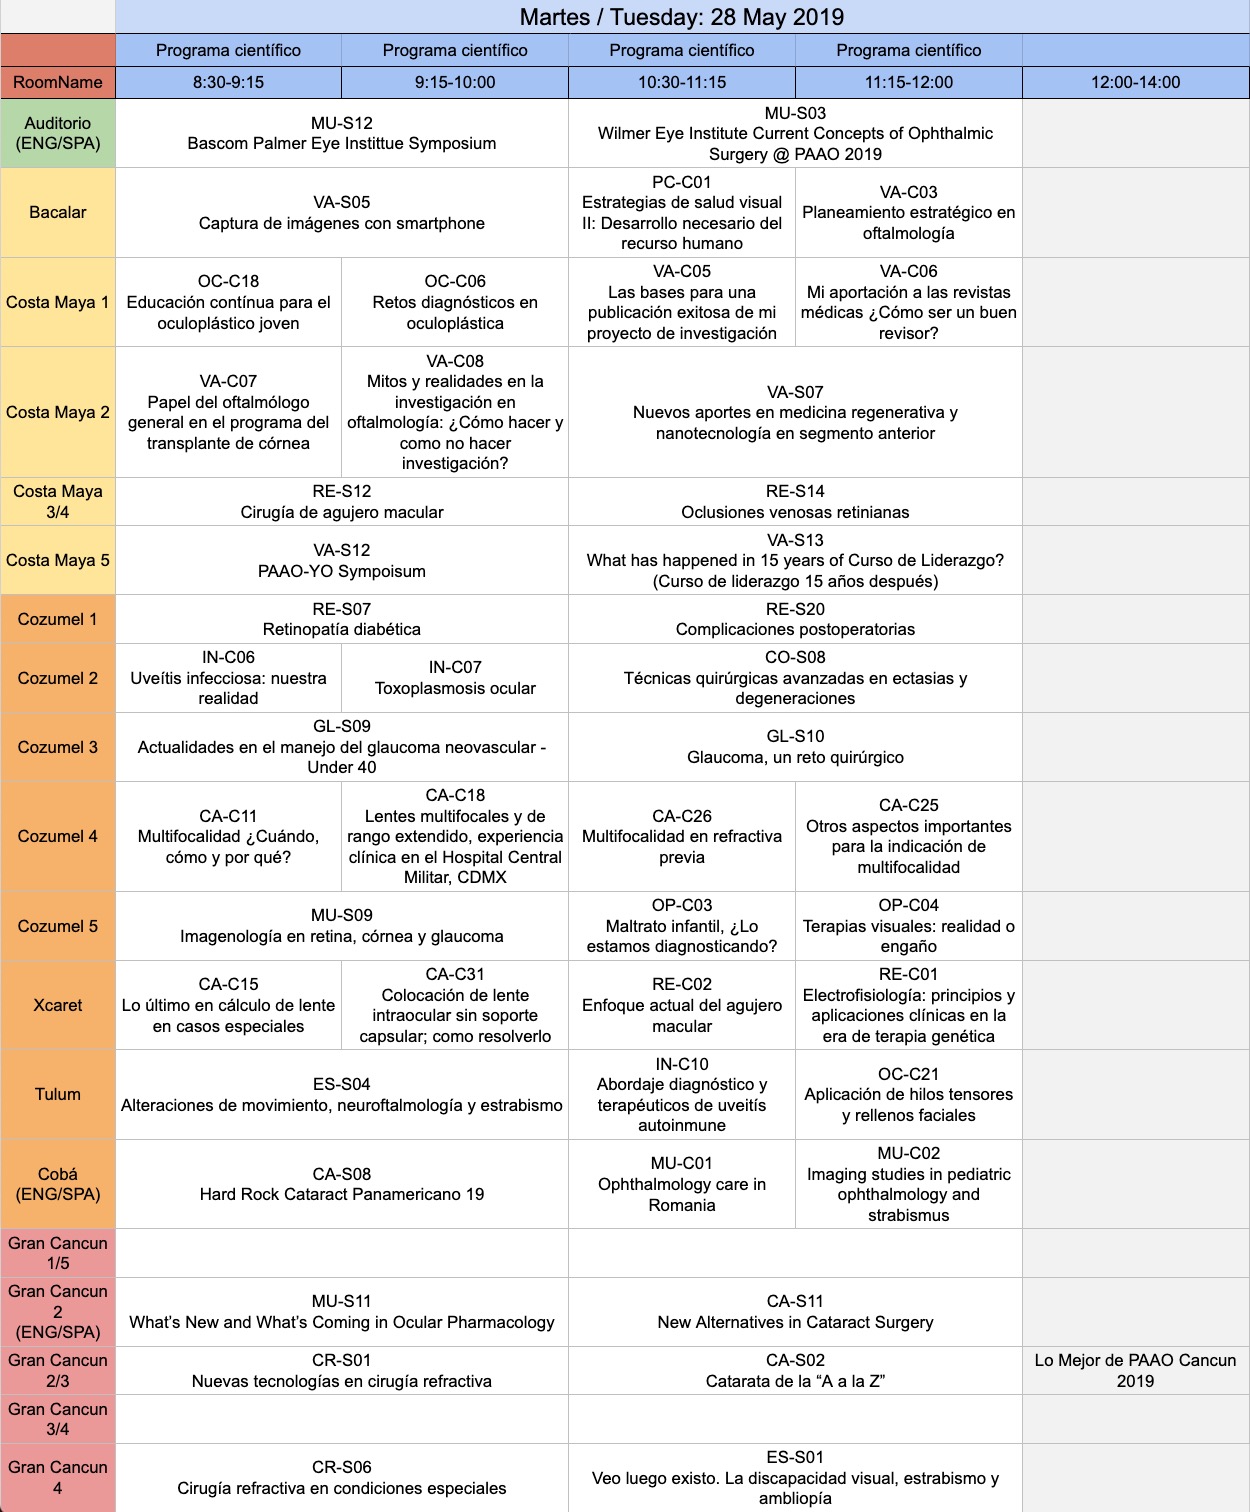 Martes / Tuesday: 28 May 2019
Programa científico
Programa científico
Programa científico
Programa científico
RoomName
8:30-9:15
9:15-10:00
10:30-11:15
11:15-12:00
12:00-14:00
Auditorio
(ENG/SPA)
MU-S12
Bascom Palmer Eye Instittue Symposium
MU-S03
Wilmer Eye Institute Current Concepts of Ophthalmic
Surgery @ PAAO 2019
Bacalar
VA-S05
Captura de imágenes con smartphone
PC-C01
Estrategias de salud visual
II: Desarrollo necesario del
recurso humano
VA-C03
Planeamiento estratégico en
oftalmología
Costa Maya 1
OC-C18
Educación contínua para el
oculoplástico joven
OC-C06
Retos diagnósticos en
oculoplástica
VA-C05
Las bases para una
publicación exitosa de mi
proyecto de investigación
VA-C06
Mi aportación a las revistas
médicas ¿Cómo ser un buen
revisor?
Costa Maya 2
VA-C07
Papel del oftalmólogo
general en el programa del
transplante de córnea
VA-C08
Mitos y realidades en la
investigación en
oftalmología: ¿Cómo hacer y
como no hacer
investigación?
VA-S07
Nuevos aportes en medicina regenerativa y
nanotecnología en segmento anterior
Costa Maya
3/4
RE-S12
Cirugía de agujero macular
RE-S14
Oclusiones venosas retinianas
Costa Maya 5
VA-S12
PAAO-YO Sympoisum
VA-S13
What has happened in 15 years of Curso de Liderazgo?
(Curso de liderazgo 15 años después)
Cozumel 1
RE-S07
Retinopatía diabética
RE-S20
Complicaciones postoperatorias
Cozumel 2
IN-C06
Uveítis infecciosa: nuestra
realidad
IN-C07
Toxoplasmosis ocular
CO-S08
Técnicas quirúrgicas avanzadas en ectasias y
degeneraciones
Cozumel 3
GL-S09
Actualidades en el manejo del glaucoma neovascular -
Under 40
GL-S10
Glaucoma, un reto quirúrgico
Cozumel 4
CA-C11
Multifocalidad ¿Cuándo,
cómo y por qué?
CA-C18
Lentes multifocales y de
rango extendido, experiencia
clínica en el Hospital Central
Militar, CDMX
CA-C26
Multifocalidad en refractiva
previa
CA-C25
Otros aspectos importantes
para la indicación de
multifocalidad
Cozumel 5
MU-S09
Imagenología en retina, córnea y glaucoma
OP-C03
Maltrato infantil, ¿Lo
estamos diagnosticando?
OP-C04
Terapias visuales: realidad o
engaño
Xcaret
CA-C15
Lo último en cálculo de lente
en casos especiales
CA-C31
Colocación de lente
intraocular sin soporte
capsular; como resolverlo
RE-C02
Enfoque actual del agujero
macular
RE-C01
Electrofisiología: principios y
aplicaciones clínicas en la
era de terapia genética
Tulum
ES-S04
Alteraciones de movimiento, neuroftalmología y estrabismo
IN-C10
Abordaje diagnóstico y
terapéuticos de uveitís
autoinmune
OC-C21
Aplicación de hilos tensores
y rellenos faciales
Cobá
(ENG/SPA)
CA-S08
Hard Rock Cataract Panamericano 19
MU-C01
Ophthalmology care in
Romania
MU-C02
Imaging studies in pediatric
ophthalmology and
strabismus
Gran Cancun
1/5
Gran Cancun
2
(ENG/SPA)
MU-S11
What’s New and What’s Coming in Ocular Pharmacology
CA-S11
New Alternatives in Cataract Surgery
Gran Cancun
2/3
CR-S01
Nuevas tecnologías en cirugía refractiva
CA-S02
Catarata de la “A a la Z”
Lo Mejor de PAAO Cancun
2019
Gran Cancun
3/4
Gran Cancun
4
CR-S06
Cirugía refractiva en condiciones especiales
ES-S01
Veo luego existo. La discapacidad visual, estrabismo y
ambliopía